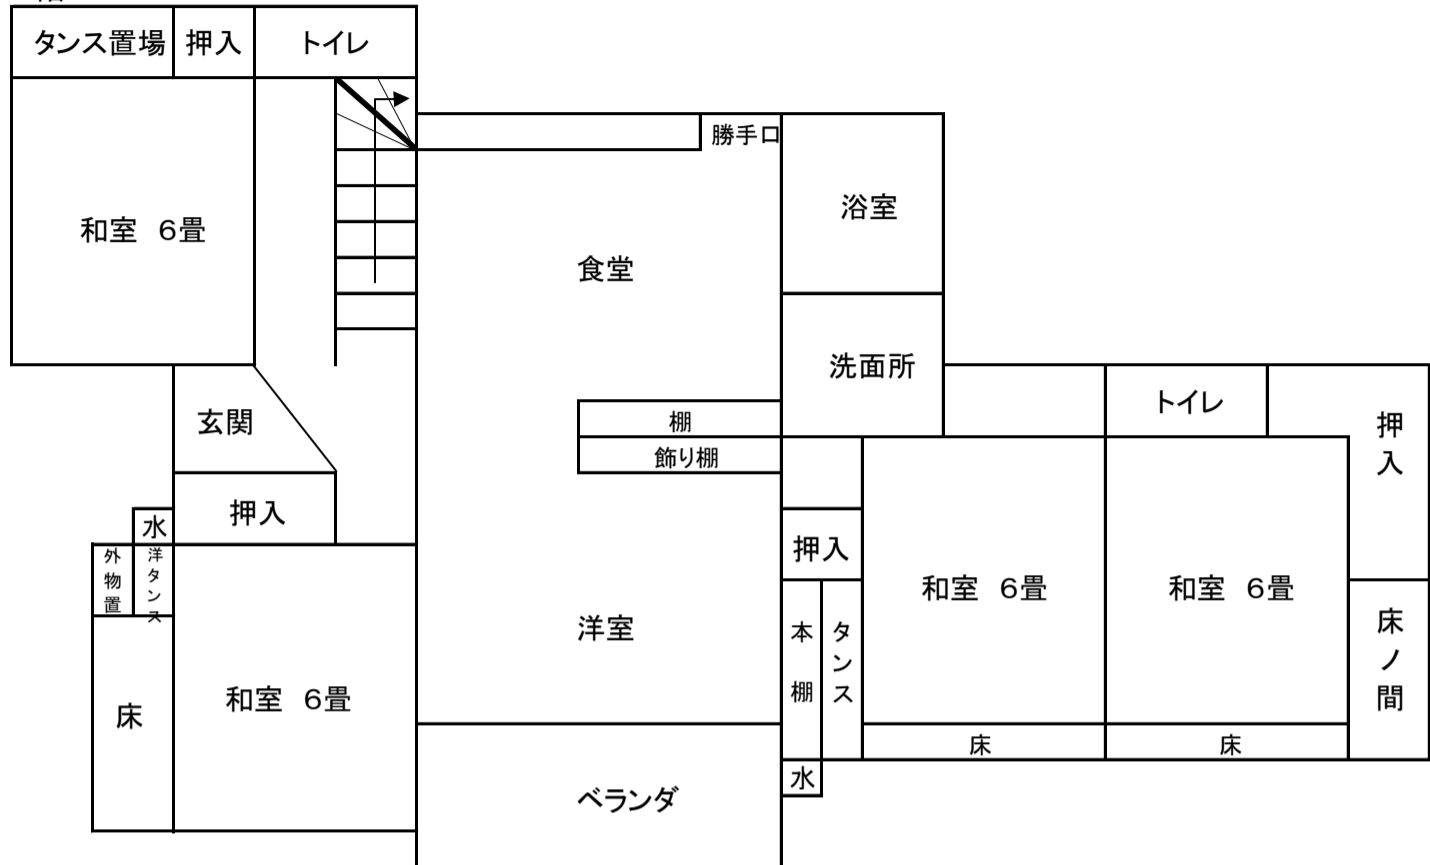 タンス置場
押入
トイレ
勝手口
和室 6畳
浴室
食堂
洗面所
トイレ
玄関
棚
押入
飾り棚
押入
水
外物置
洋タンス
押入
和室 6畳
和室 6畳
洋室
本棚
タンス
床ノ間
床
和室 6畳
床
床
水
ベランダ